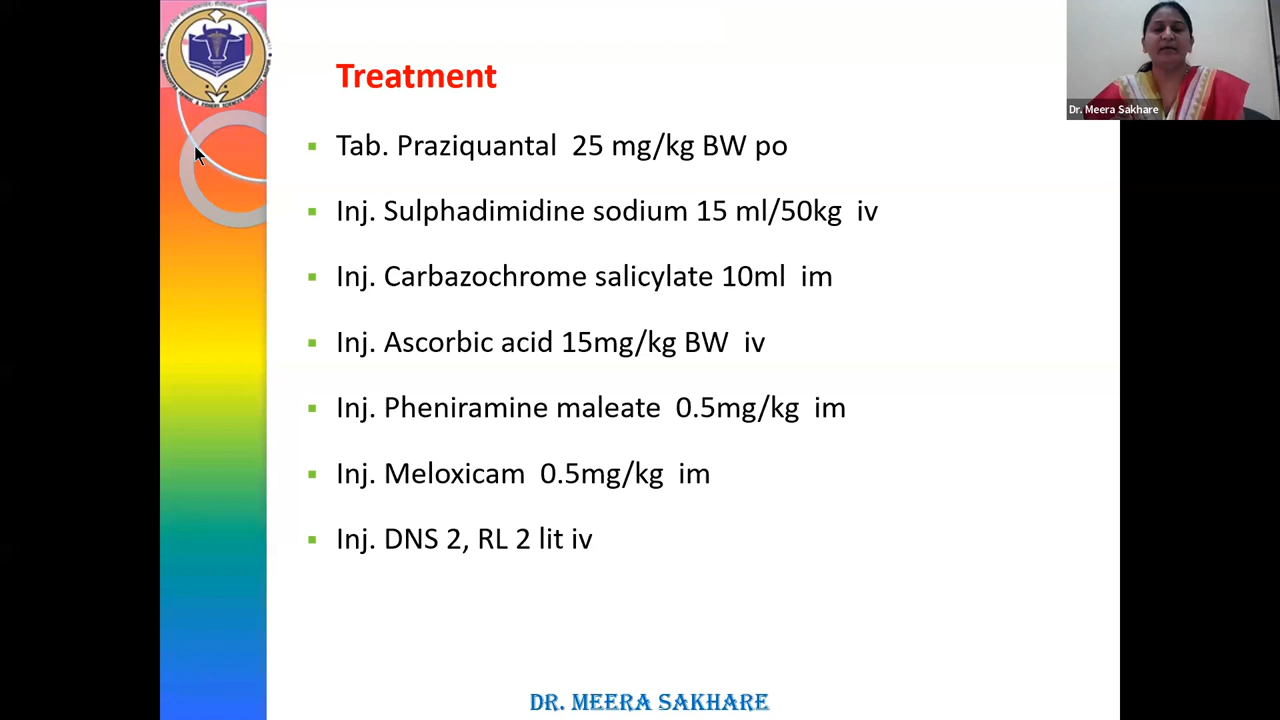 Treatment
Tab. Praziquantal 25 mg/kg BW po
Inj. Sulphadimidine sodium 15 ml/50kg iv
Inj. Carbazochrome salicylate 10ml im
Inj. Ascorbic acid 15mg/kg BW iv
Inj. Pheniramine maleate 0.5mg/kg im
Inj. Meloxicam 0.5mg/kg im
Inj. DNS 2, RL 2 lit iv
DR. MEERA SAKHARE
Dr. Meera Sakhare